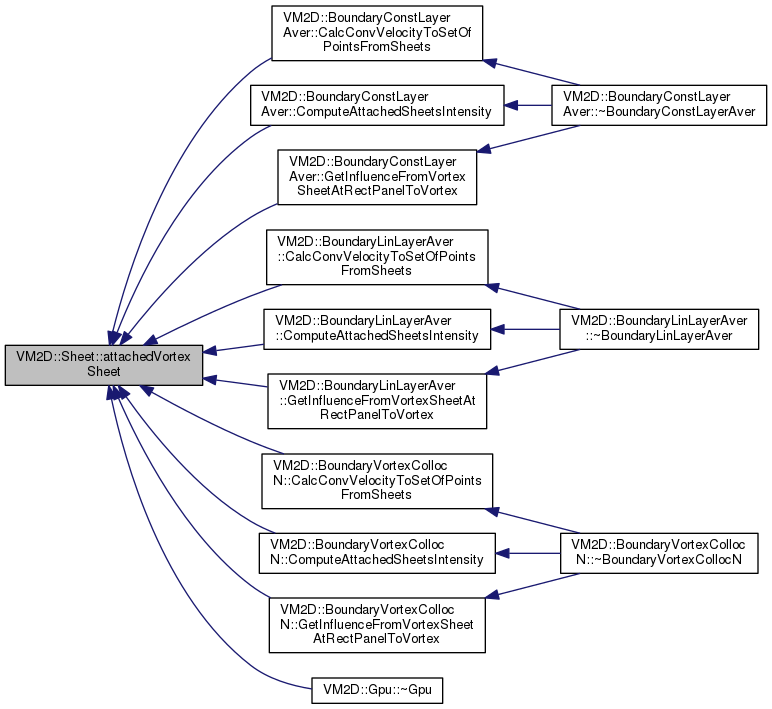 VM2D::BoundaryConstLayer
Aver::CalcConvVelocityToSetOf
PointsFromSheets
VM2D::BoundaryConstLayer
Aver::ComputeAttachedSheetsIntensity
VM2D::BoundaryConstLayer
Aver::~BoundaryConstLayerAver
VM2D::BoundaryConstLayer
Aver::GetInfluenceFromVortex
SheetAtRectPanelToVortex
VM2D::BoundaryLinLayerAver
::CalcConvVelocityToSetOfPoints
FromSheets
VM2D::BoundaryLinLayerAver
::ComputeAttachedSheetsIntensity
VM2D::BoundaryLinLayerAver
::~BoundaryLinLayerAver
VM2D::Sheet::attachedVortex
Sheet
VM2D::BoundaryLinLayerAver
::GetInfluenceFromVortexSheetAt
RectPanelToVortex
VM2D::BoundaryVortexColloc
N::CalcConvVelocityToSetOfPoints
FromSheets
VM2D::BoundaryVortexColloc
N::ComputeAttachedSheetsIntensity
VM2D::BoundaryVortexColloc
N::~BoundaryVortexCollocN
VM2D::BoundaryVortexColloc
N::GetInfluenceFromVortexSheet
AtRectPanelToVortex
VM2D::Gpu::~Gpu